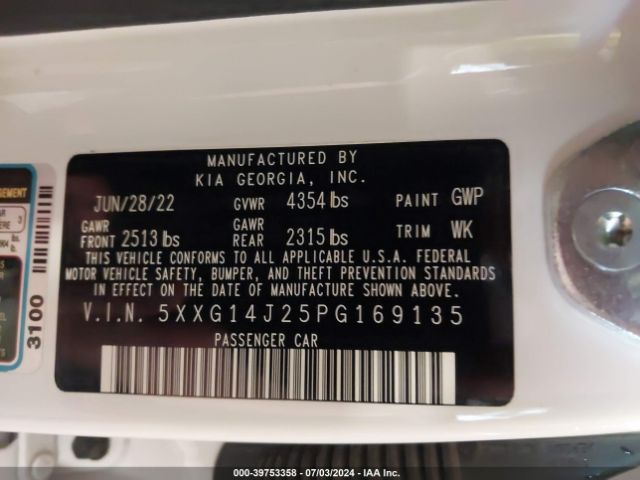 MANUFACTURED BY
KIA GEORGIA, INC.
JUN/28/22 GVWR 4354 lbs PAINT GWP
GAWR FRONT 2513 lbs GAWR REAR 2315 lbs TRIM WK
THIS VEHICLE CONFORMS TO ALL APPLICABLE U.S.A. FEDERAL
MOTOR VEHICLE SAFETY, BUMPER, AND THEFT PREVENTION STANDARDS
IN EFFECT ON THE DATE OF MANUFACTURE SHOWN ABOVE.
V.I.N. 5XXG14J25PG169135
PASSENGER CAR
3100
000-39753358 - 07/03/2024 - IAA Inc.